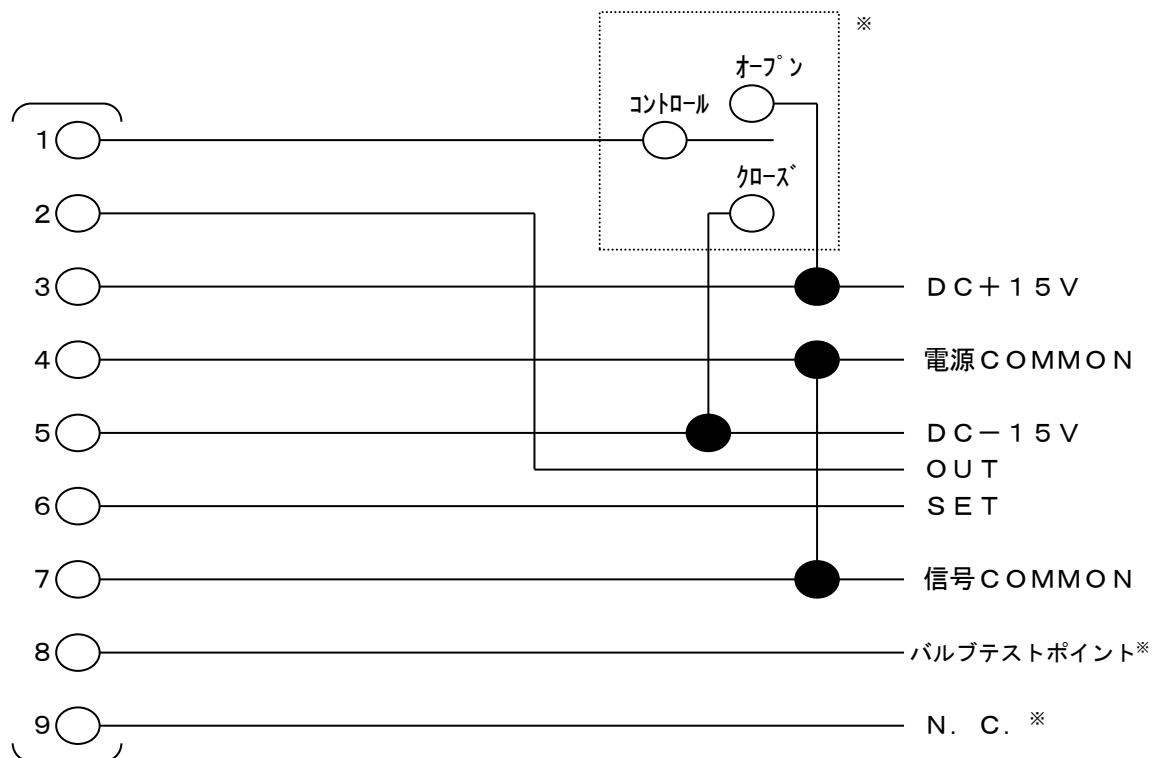 ※
ｵｰﾌﾟﾝ
ｺﾝﾄﾛｰﾙ
1
ｸﾛｰｽﾞ
2
3 ＤＣ＋１５Ｖ
4 電源ＣＯＭＭＯＮ
5 ＤＣ－１５Ｖ
ＯＵＴ
6 ＳＥＴ
7 信号ＣＯＭＭＯＮ
8 バルブテストポイント※
9 Ｎ．Ｃ．※